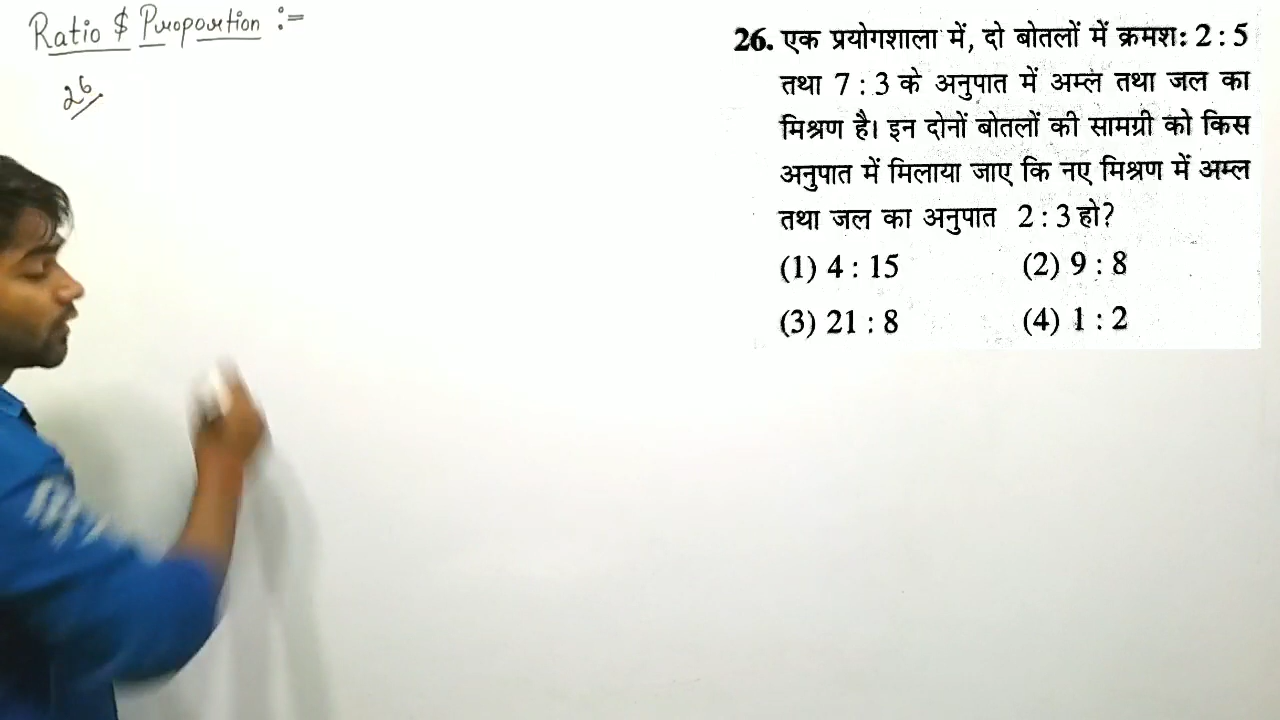 Ratio $ Proportion :=
26
26. एक प्रयोगशाला में, दो बोतलों में क्रमश: 2 : 5
तथा 7 : 3 के अनुपात में अम्ल तथा जल का
मिश्रण है। इन दोनों बोतलों की सामग्री को किस
अनुपात में मिलाया जाए कि नए मिश्रण में अम्ल
तथा जल का अनुपात 2 : 3 हो?
(1) 4 : 15 (2) 9 : 8
(3) 21 : 8 (4) 1 : 2